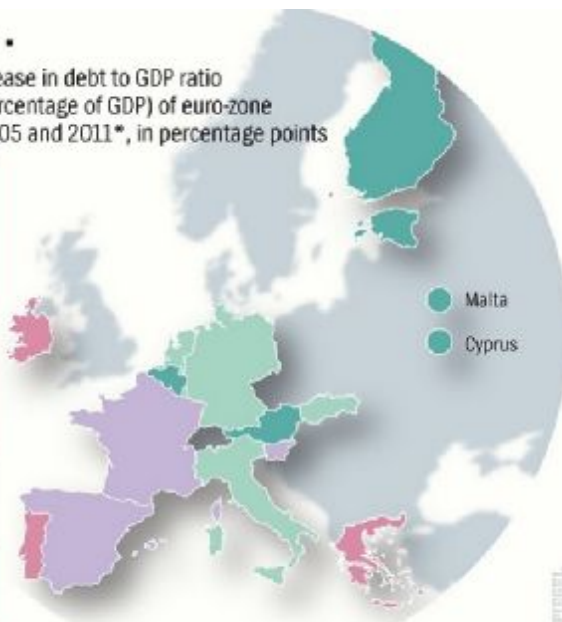 ease in debt to GDP ratio
rcentage of GDP) of euro-zone
05 and 2011*, in percentage points
Malta
Cyprus
SPIEGEL